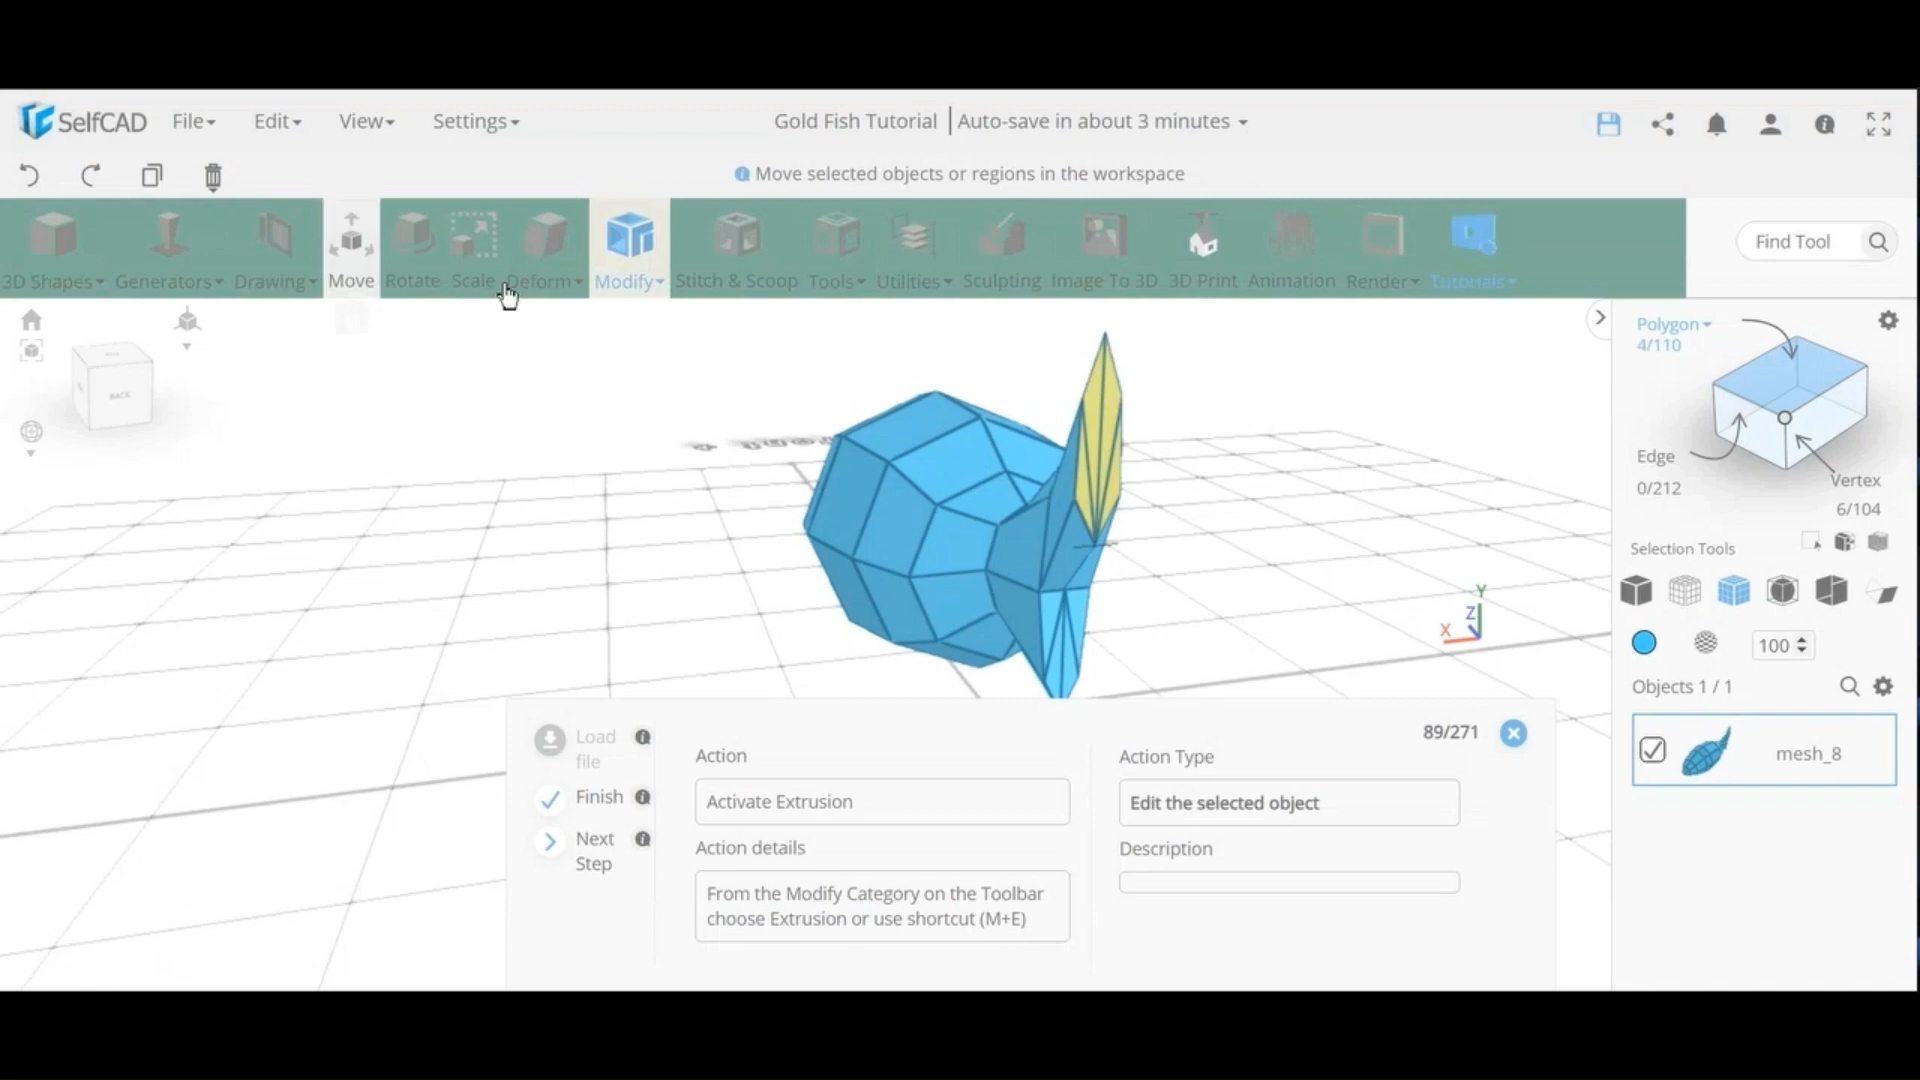 SelfCAD File Edit View Settings Gold Fish Tutorial Auto-save in about 3 minutes
Move selected objects or regions in the workspace
3D Shapes Generators Drawing Move Rotate Scale Deform Modify Stitch & Scoop Tools Utilities Sculpting Image To 3D 3D Print Animation Render Tutorials
Find Tool
BACK
Polygon
4/110
Edge
0/212
Vertex
6/104
Selection Tools
Y
Z
X
100
Objects 1 / 1
mesh_8
Load
file
Finish
Next
Step
89/271
Action
Activate Extrusion
Action details
From the Modify Category on the Toolbar
choose Extrusion or use shortcut (M+E)
Action Type
Edit the selected object
Description